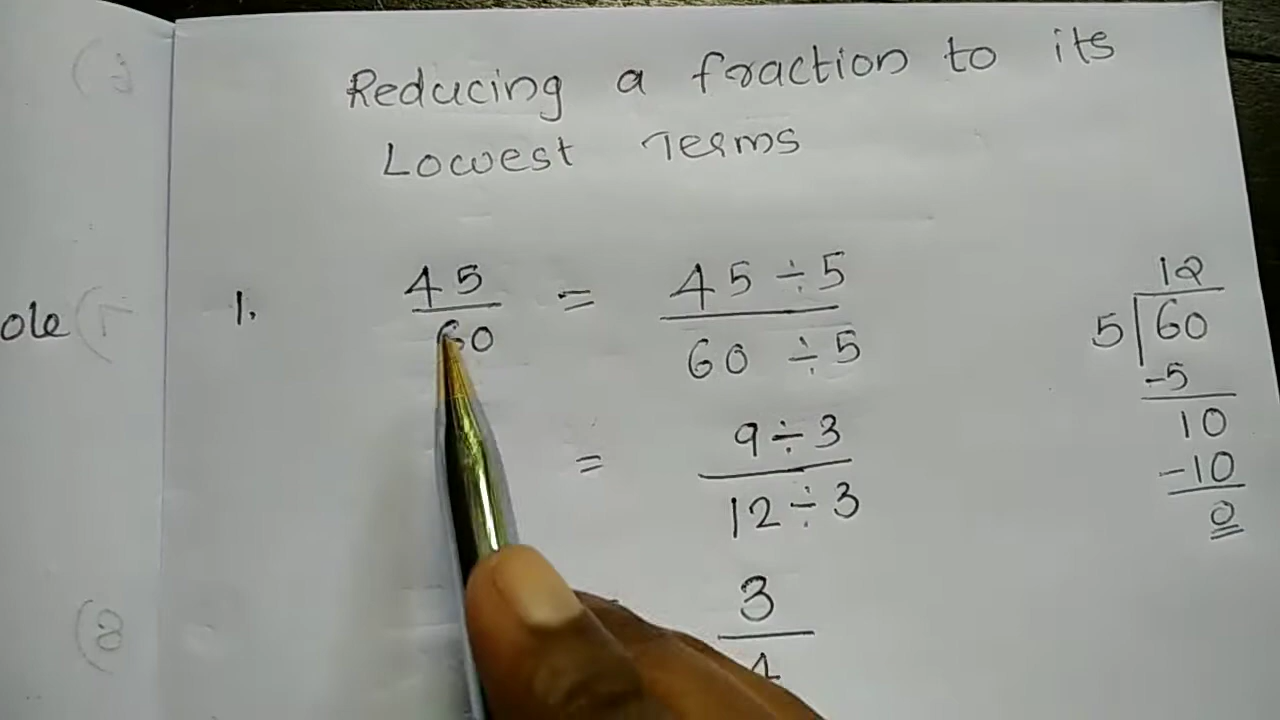 Reducing a fraction to its
Lowest Terms
ole
1. 45/60 = 45 ÷ 5/60 ÷ 5
= 9 ÷ 3/12 ÷ 3
3/4
12
5 60
-5
10
-10
0